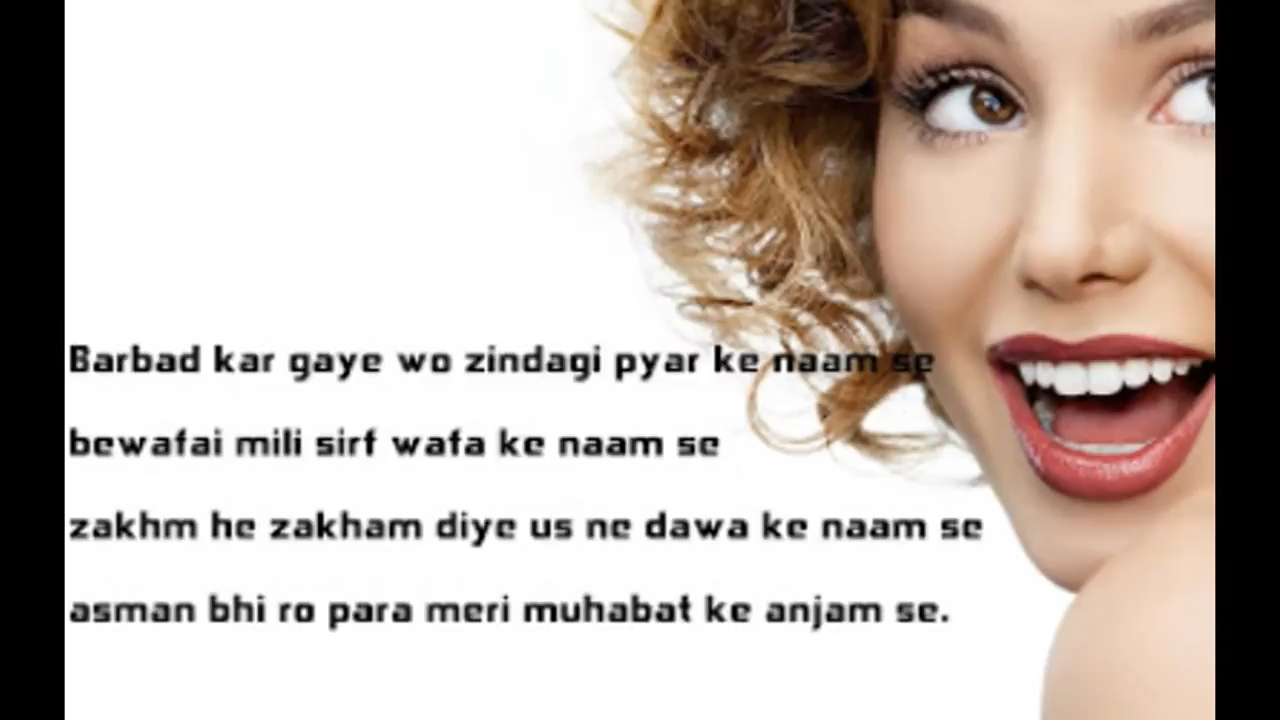 Barbad kar gaye wo zindagi pyar ke naam se
bewafai mili sirf wafa ke naam se
zakhm he zakham diye us ne dawa ke naam se
asman bhi ro para meri muhabat ke anjam se.